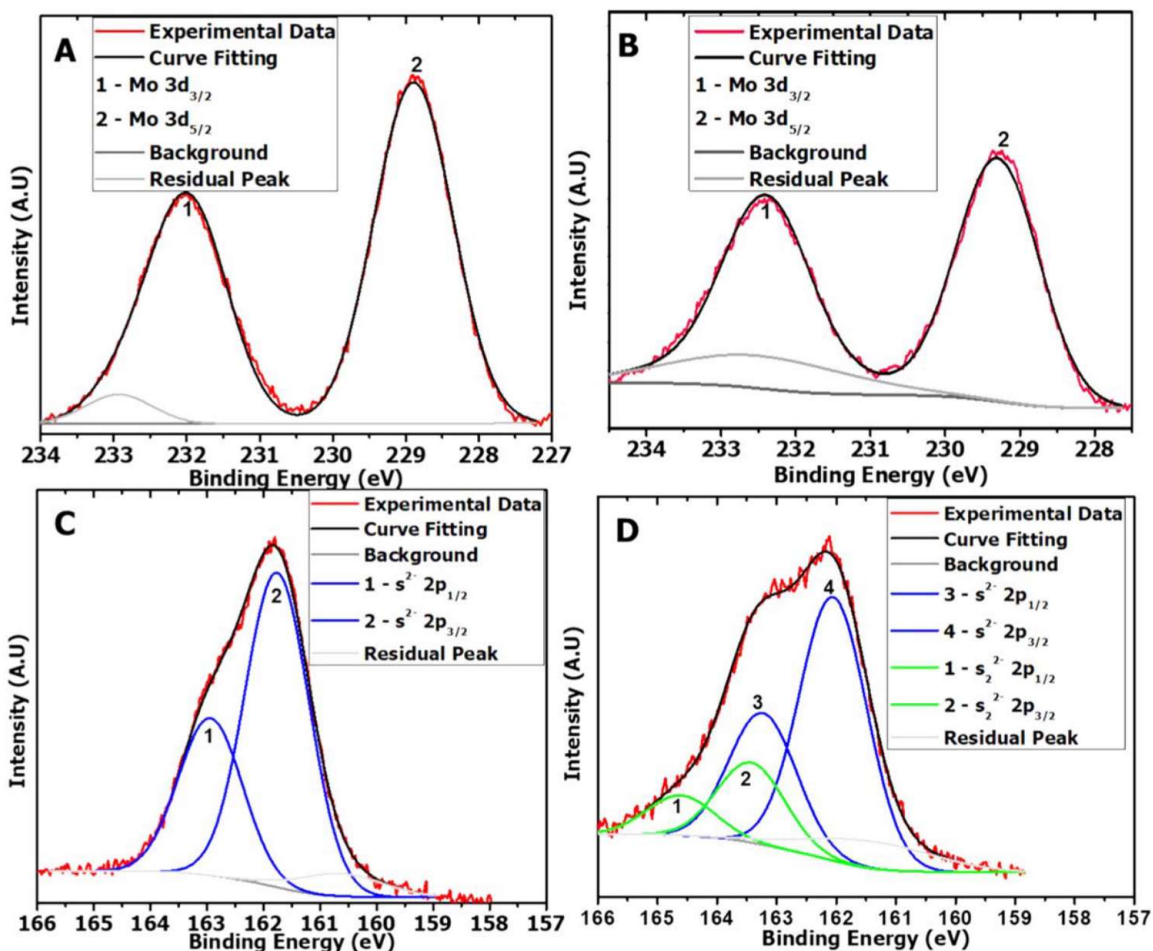 A
Experimental Data
Curve Fitting
1 - Mo 3d3/2
2 - Mo 3d5/2
Background
Residual Peak
1
2
Intensity (A.U)
234 233 232 231 230 229 228 227
Binding Energy (eV)
B
Experimental Data
Curve Fitting
1 - Mo 3d3/2
2 - Mo 3d5/2
Background
Residual Peak
1
2
Intensity (A.U)
234 233 232 231 230 229 228
Binding Energy (eV)
C
Experimental Data
Curve Fitting
Background
1 - s2- 2p1/2
2 - s2- 2p3/2
Residual Peak
1
2
Intensity (A.U)
166 165 164 163 162 161 160 159 158 157
Binding Energy (eV)
D
Experimental Data
Curve Fitting
Background
3 - s2- 2p1/2
4 - s2- 2p3/2
1 - s22- 2p1/2
2 - s22- 2p3/2
Residual Peak
4
3
2
1
Intensity (A.U)
166 165 164 163 162 161 160 159 158 157
Binding Energy (eV)